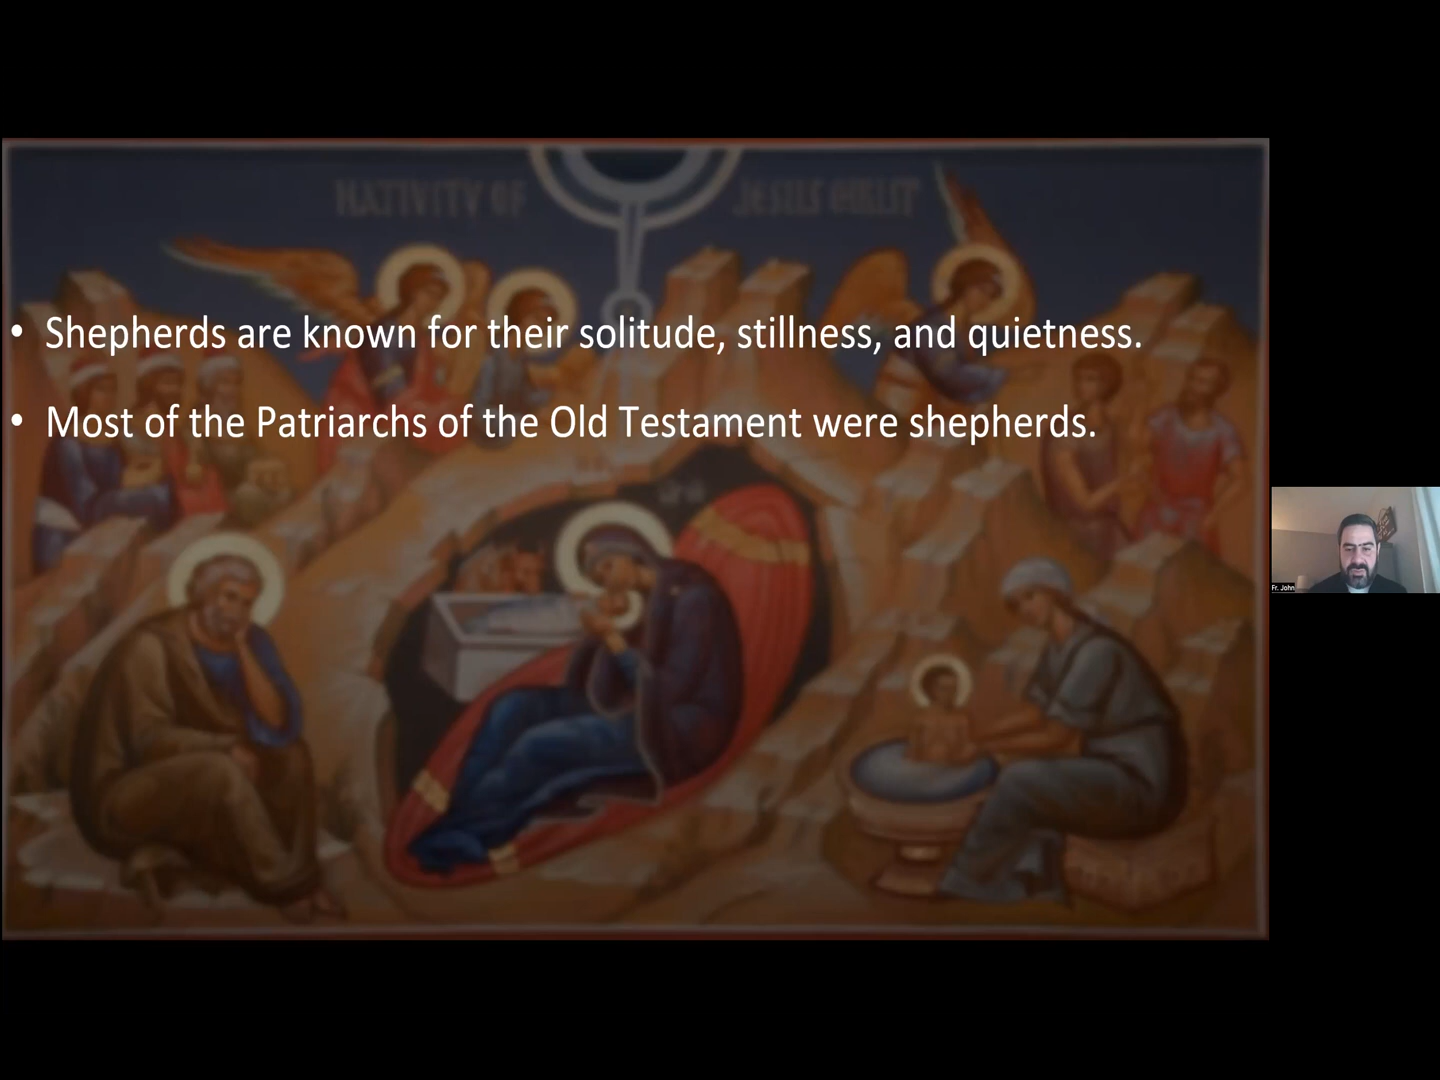 NATIVITY OF JESUS CHRIST
• Shepherds are known for their solitude, stillness, and quietness.
• Most of the Patriarchs of the Old Testament were shepherds.
Fr. John